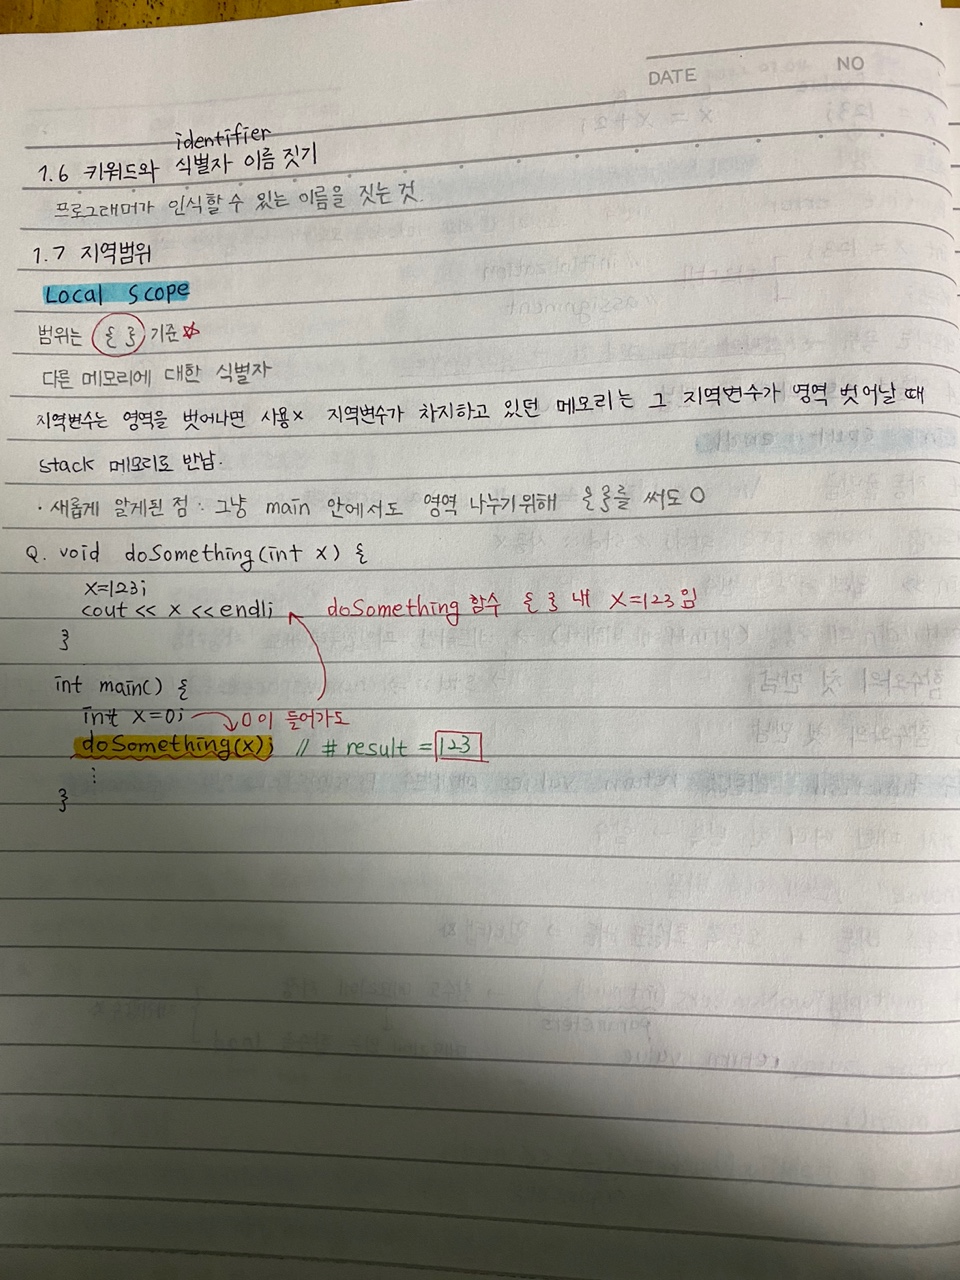 DATE NO
identifier
1.6 키워드와 식별자 이름 짓기
프로그래머가 인식할 수 있는 이름을 짓는 것.
1.7 지역범위
Local Scope
범위는 { } 기준☆
다른 메모리에 대한 식별자
지역변수는 영역을 벗어나면 사용× 지역변수가 차지하고 있던 메모리는 그 지역변수가 영역 벗어날 때
stack 메모리로 반납.
· 새롭게 알게된 점 : 그냥 main 안에서도 영역 나누기위해 { }를 써도 O
Q. void doSomething(int x) {
x=123;
cout << x << endl; doSomething 함수 { } 내 x=123임
}
int main() {
int x=0; 0이 들어가도
doSomething(x); // # result = 123
⋮
}